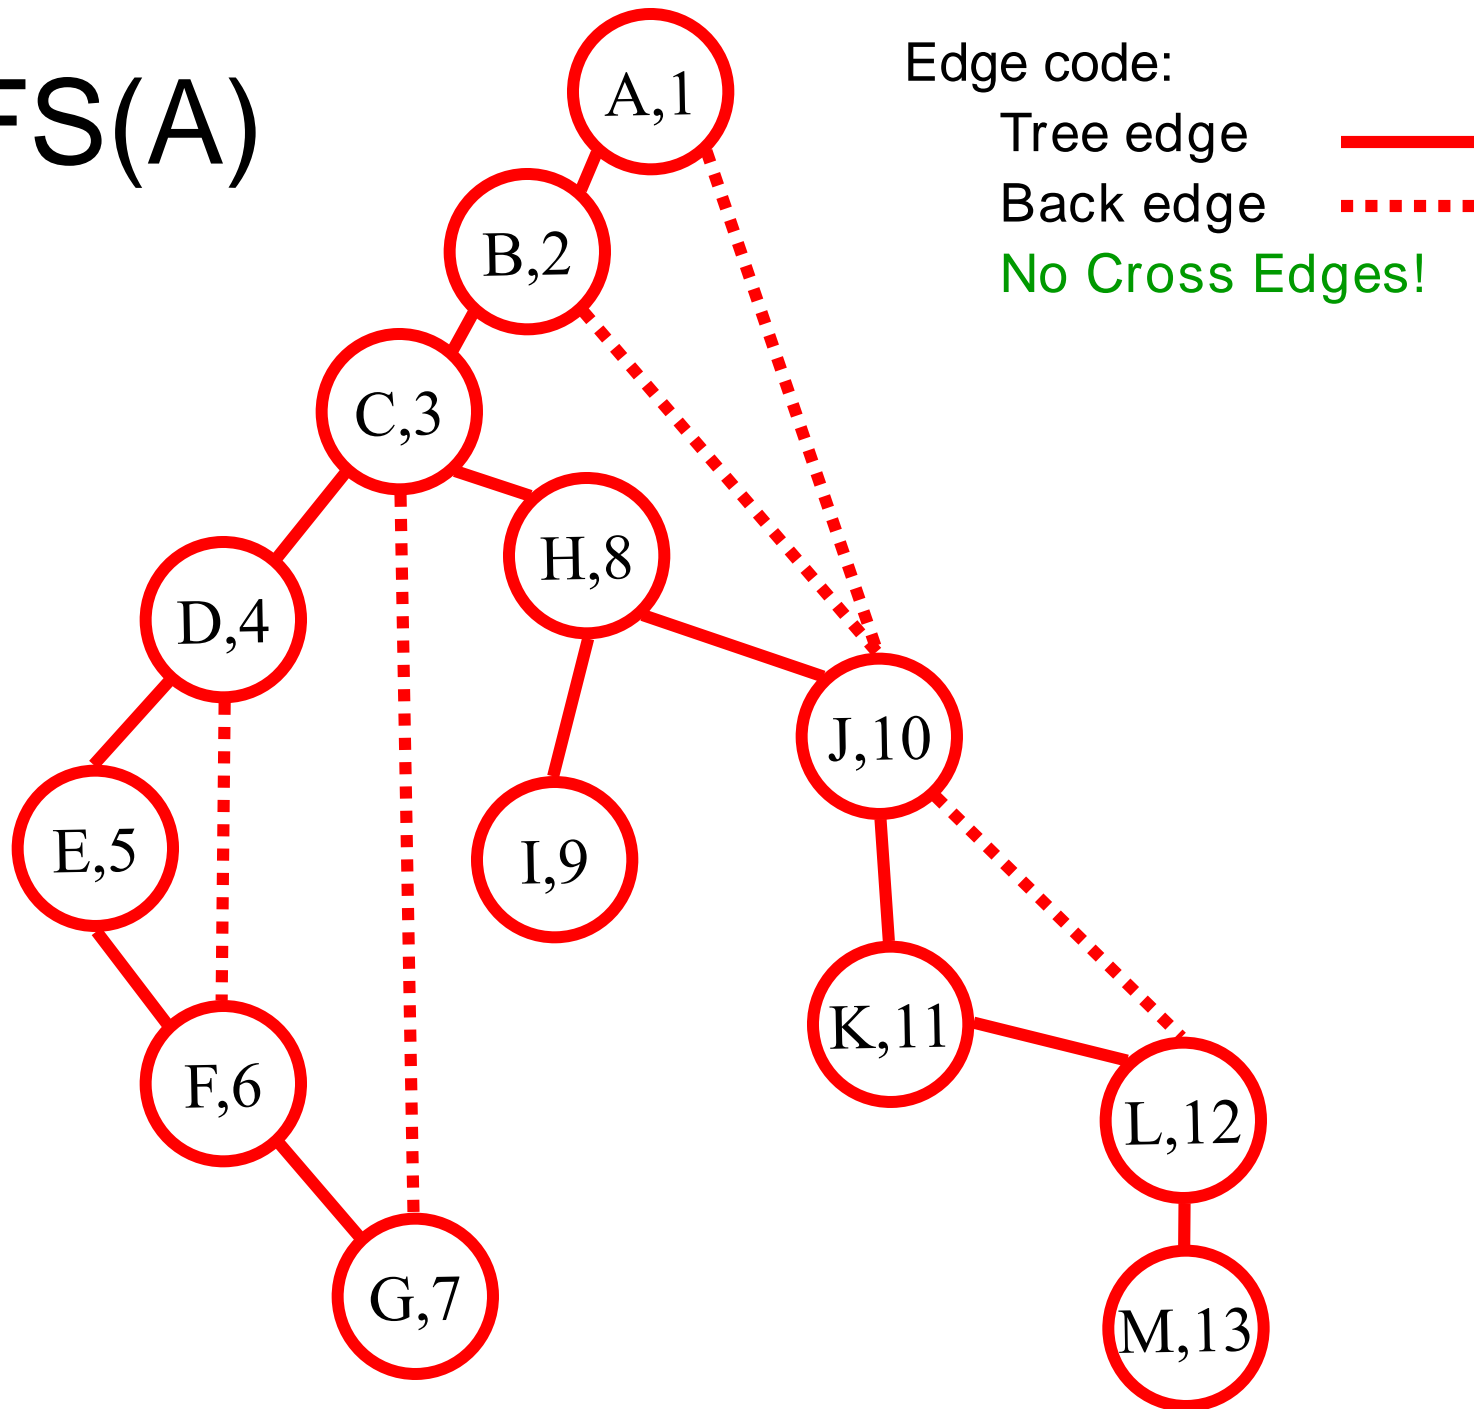 FS(A)
Edge code:
Tree edge
Back edge
No Cross Edges!
A,1
B,2
C,3
H,8
D,4
J,10
E,5
I,9
K,11
F,6
L,12
G,7
M,13